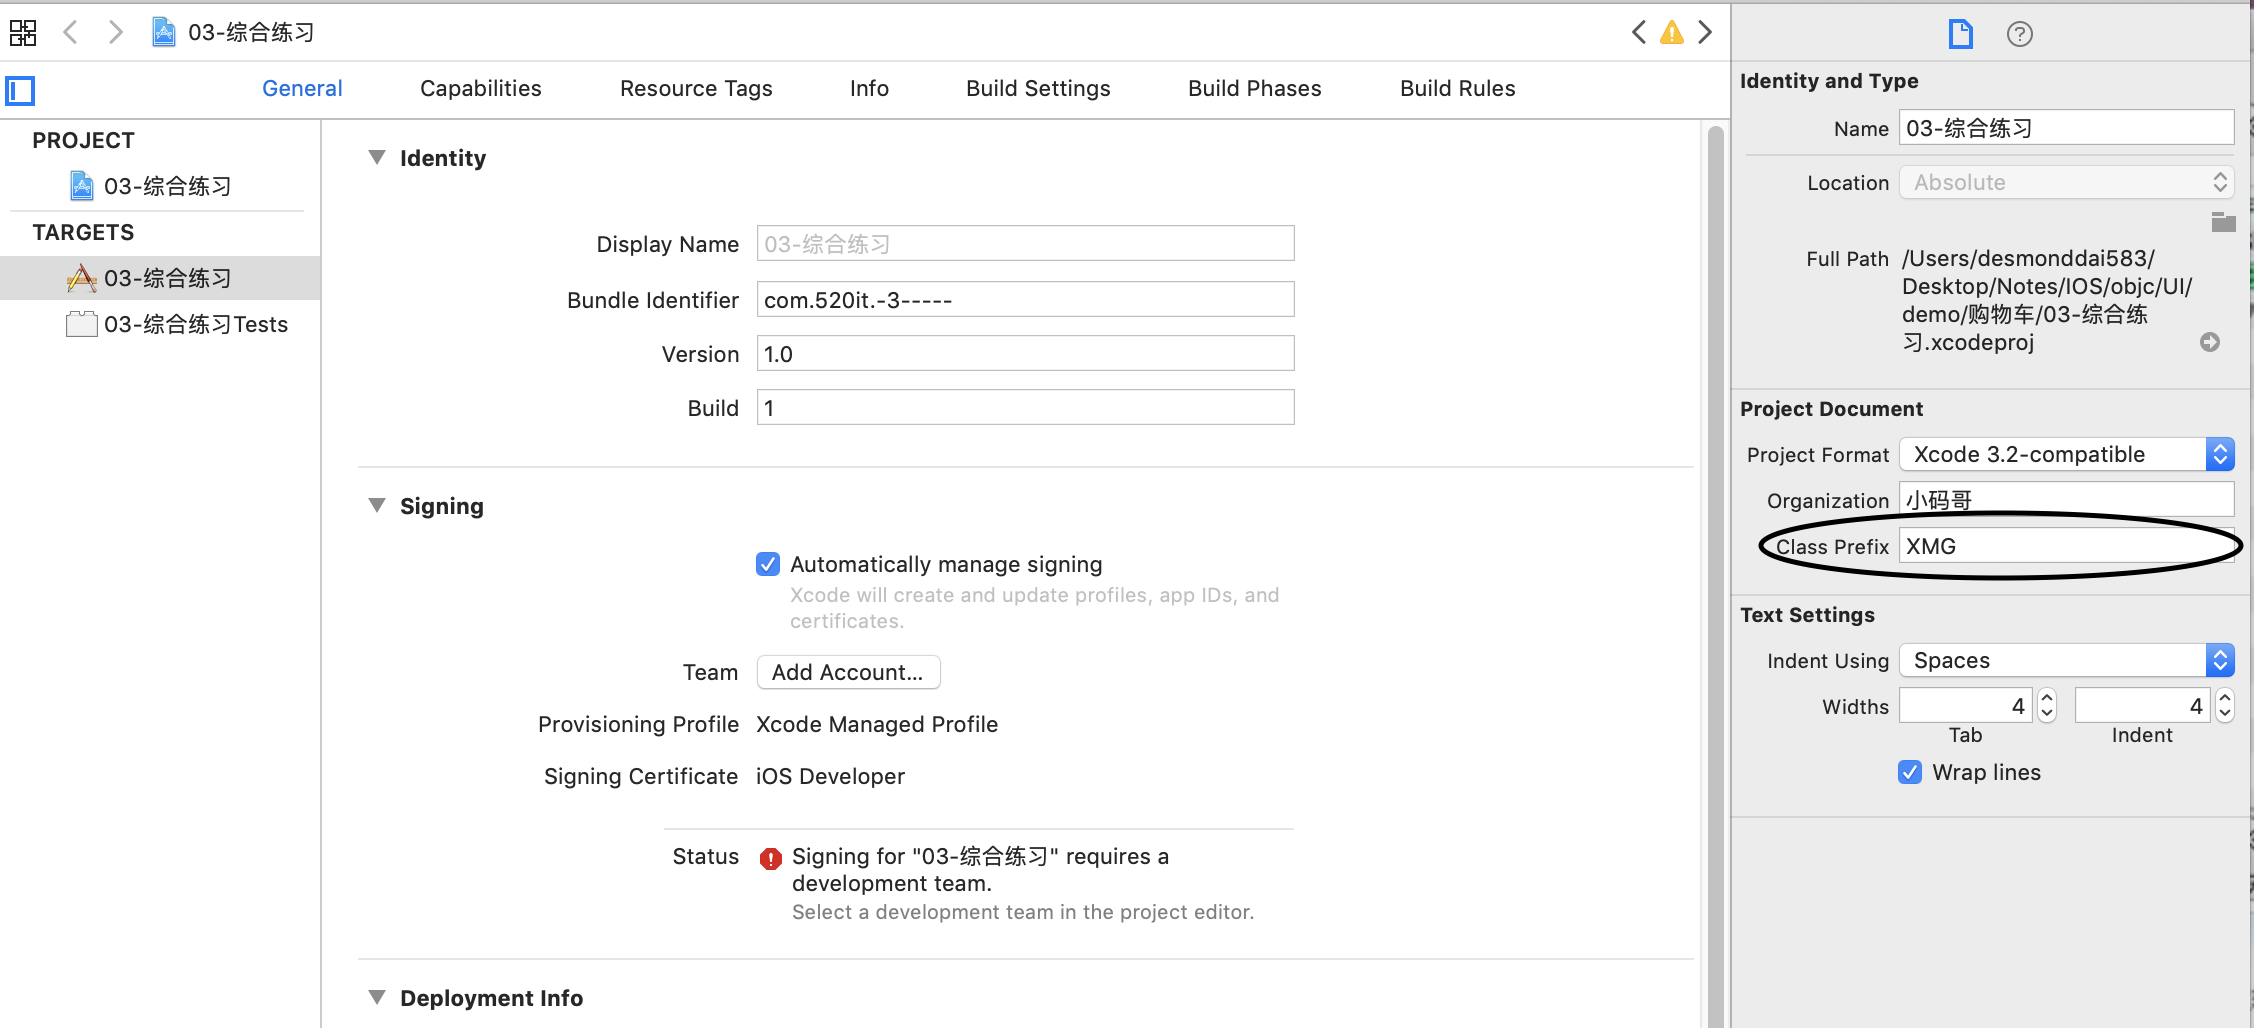 03-综合练习
General Capabilities Resource Tags Info Build Settings Build Phases Build Rules
PROJECT
03-综合练习
TARGETS
03-综合练习
03-综合练习Tests
Identity
Display Name 03-综合练习
Bundle Identifier com.520it.-3-----
Version 1.0
Build 1
Signing
Automatically manage signing
Xcode will create and update profiles, app IDs, and
certificates.
Team Add Account...
Provisioning Profile Xcode Managed Profile
Signing Certificate iOS Developer
Status Signing for "03-综合练习" requires a
development team.
Select a development team in the project editor.
Deployment Info
Identity and Type
Name 03-综合练习
Location Absolute
Full Path /Users/desmonddai583/
Desktop/Notes/IOS/objc/UI/
demo/购物车/03-综合练
习.xcodeproj
Project Document
Project Format Xcode 3.2-compatible
Organization 小码哥
Class Prefix XMG
Text Settings
Indent Using Spaces
Widths 4 4
Tab Indent
Wrap lines